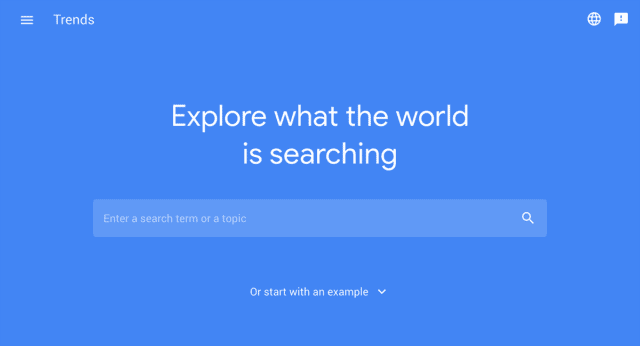 Trends
Explore what the world
is searching
Enter a search term or a topic
Or start with an example